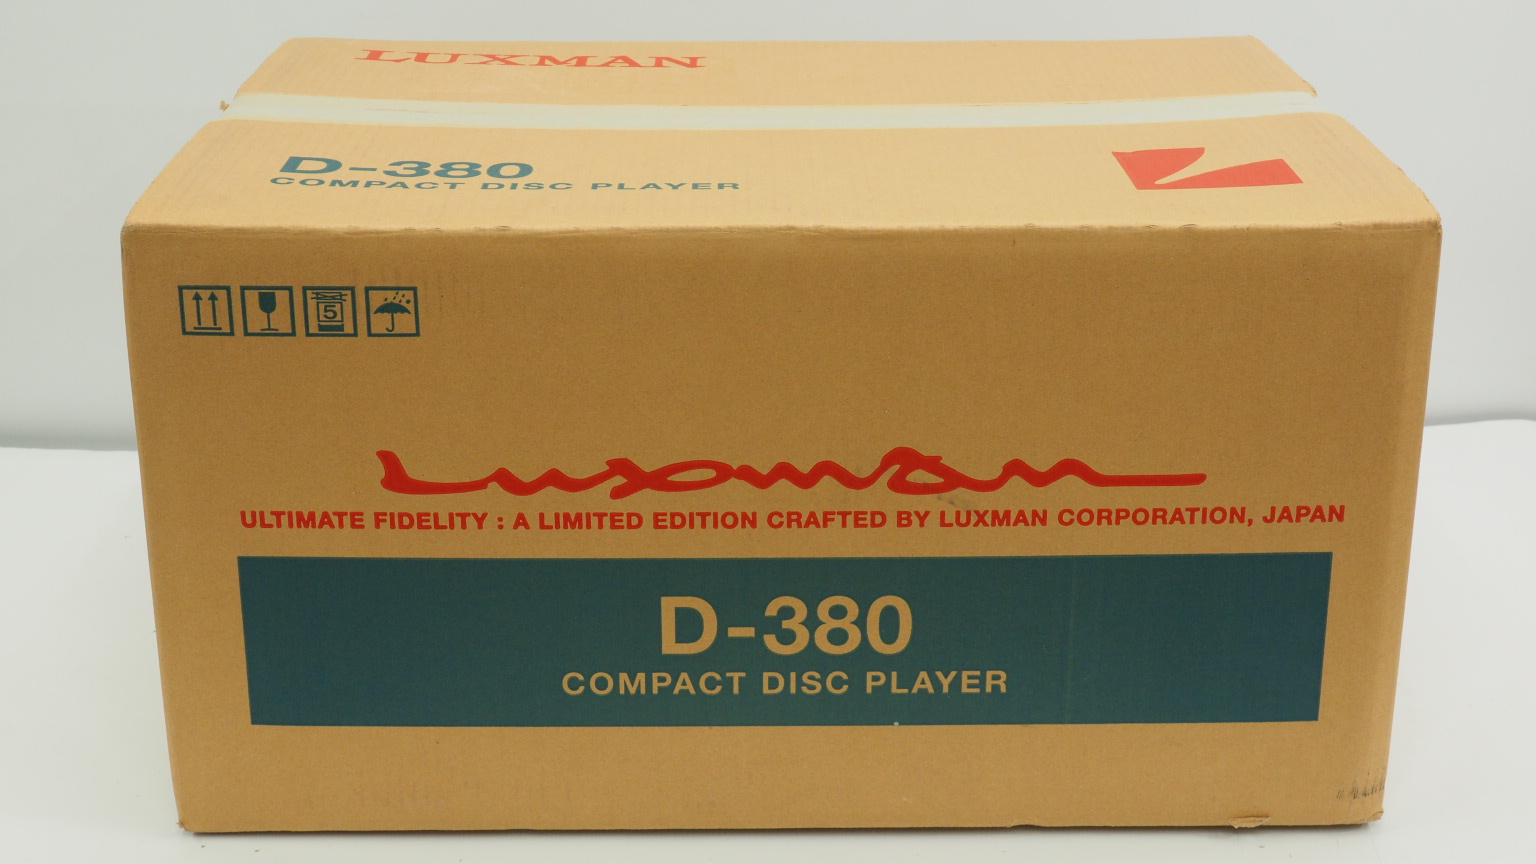 LUXMAN
D-380
COMPACT DISC PLAYER
5
Luxman
ULTIMATE FIDELITY : A LIMITED EDITION CRAFTED BY LUXMAN CORPORATION, JAPAN
D-380
COMPACT DISC PLAYER